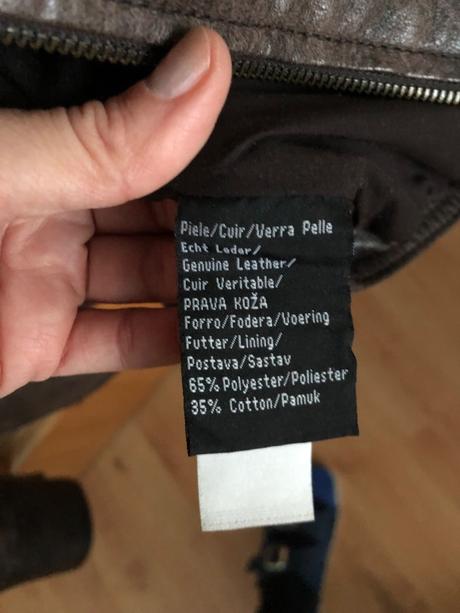 Piele/Cuir/Verra Pelle
Echt Leder/
Genuine Leather/
Cuir Veritable/
PRAVA KOŽA
Forro/Fodera/Voering
Futter/Lining/
Postava/Sastav
65% Polyester/Poliester
35% Cotton/Pamuk